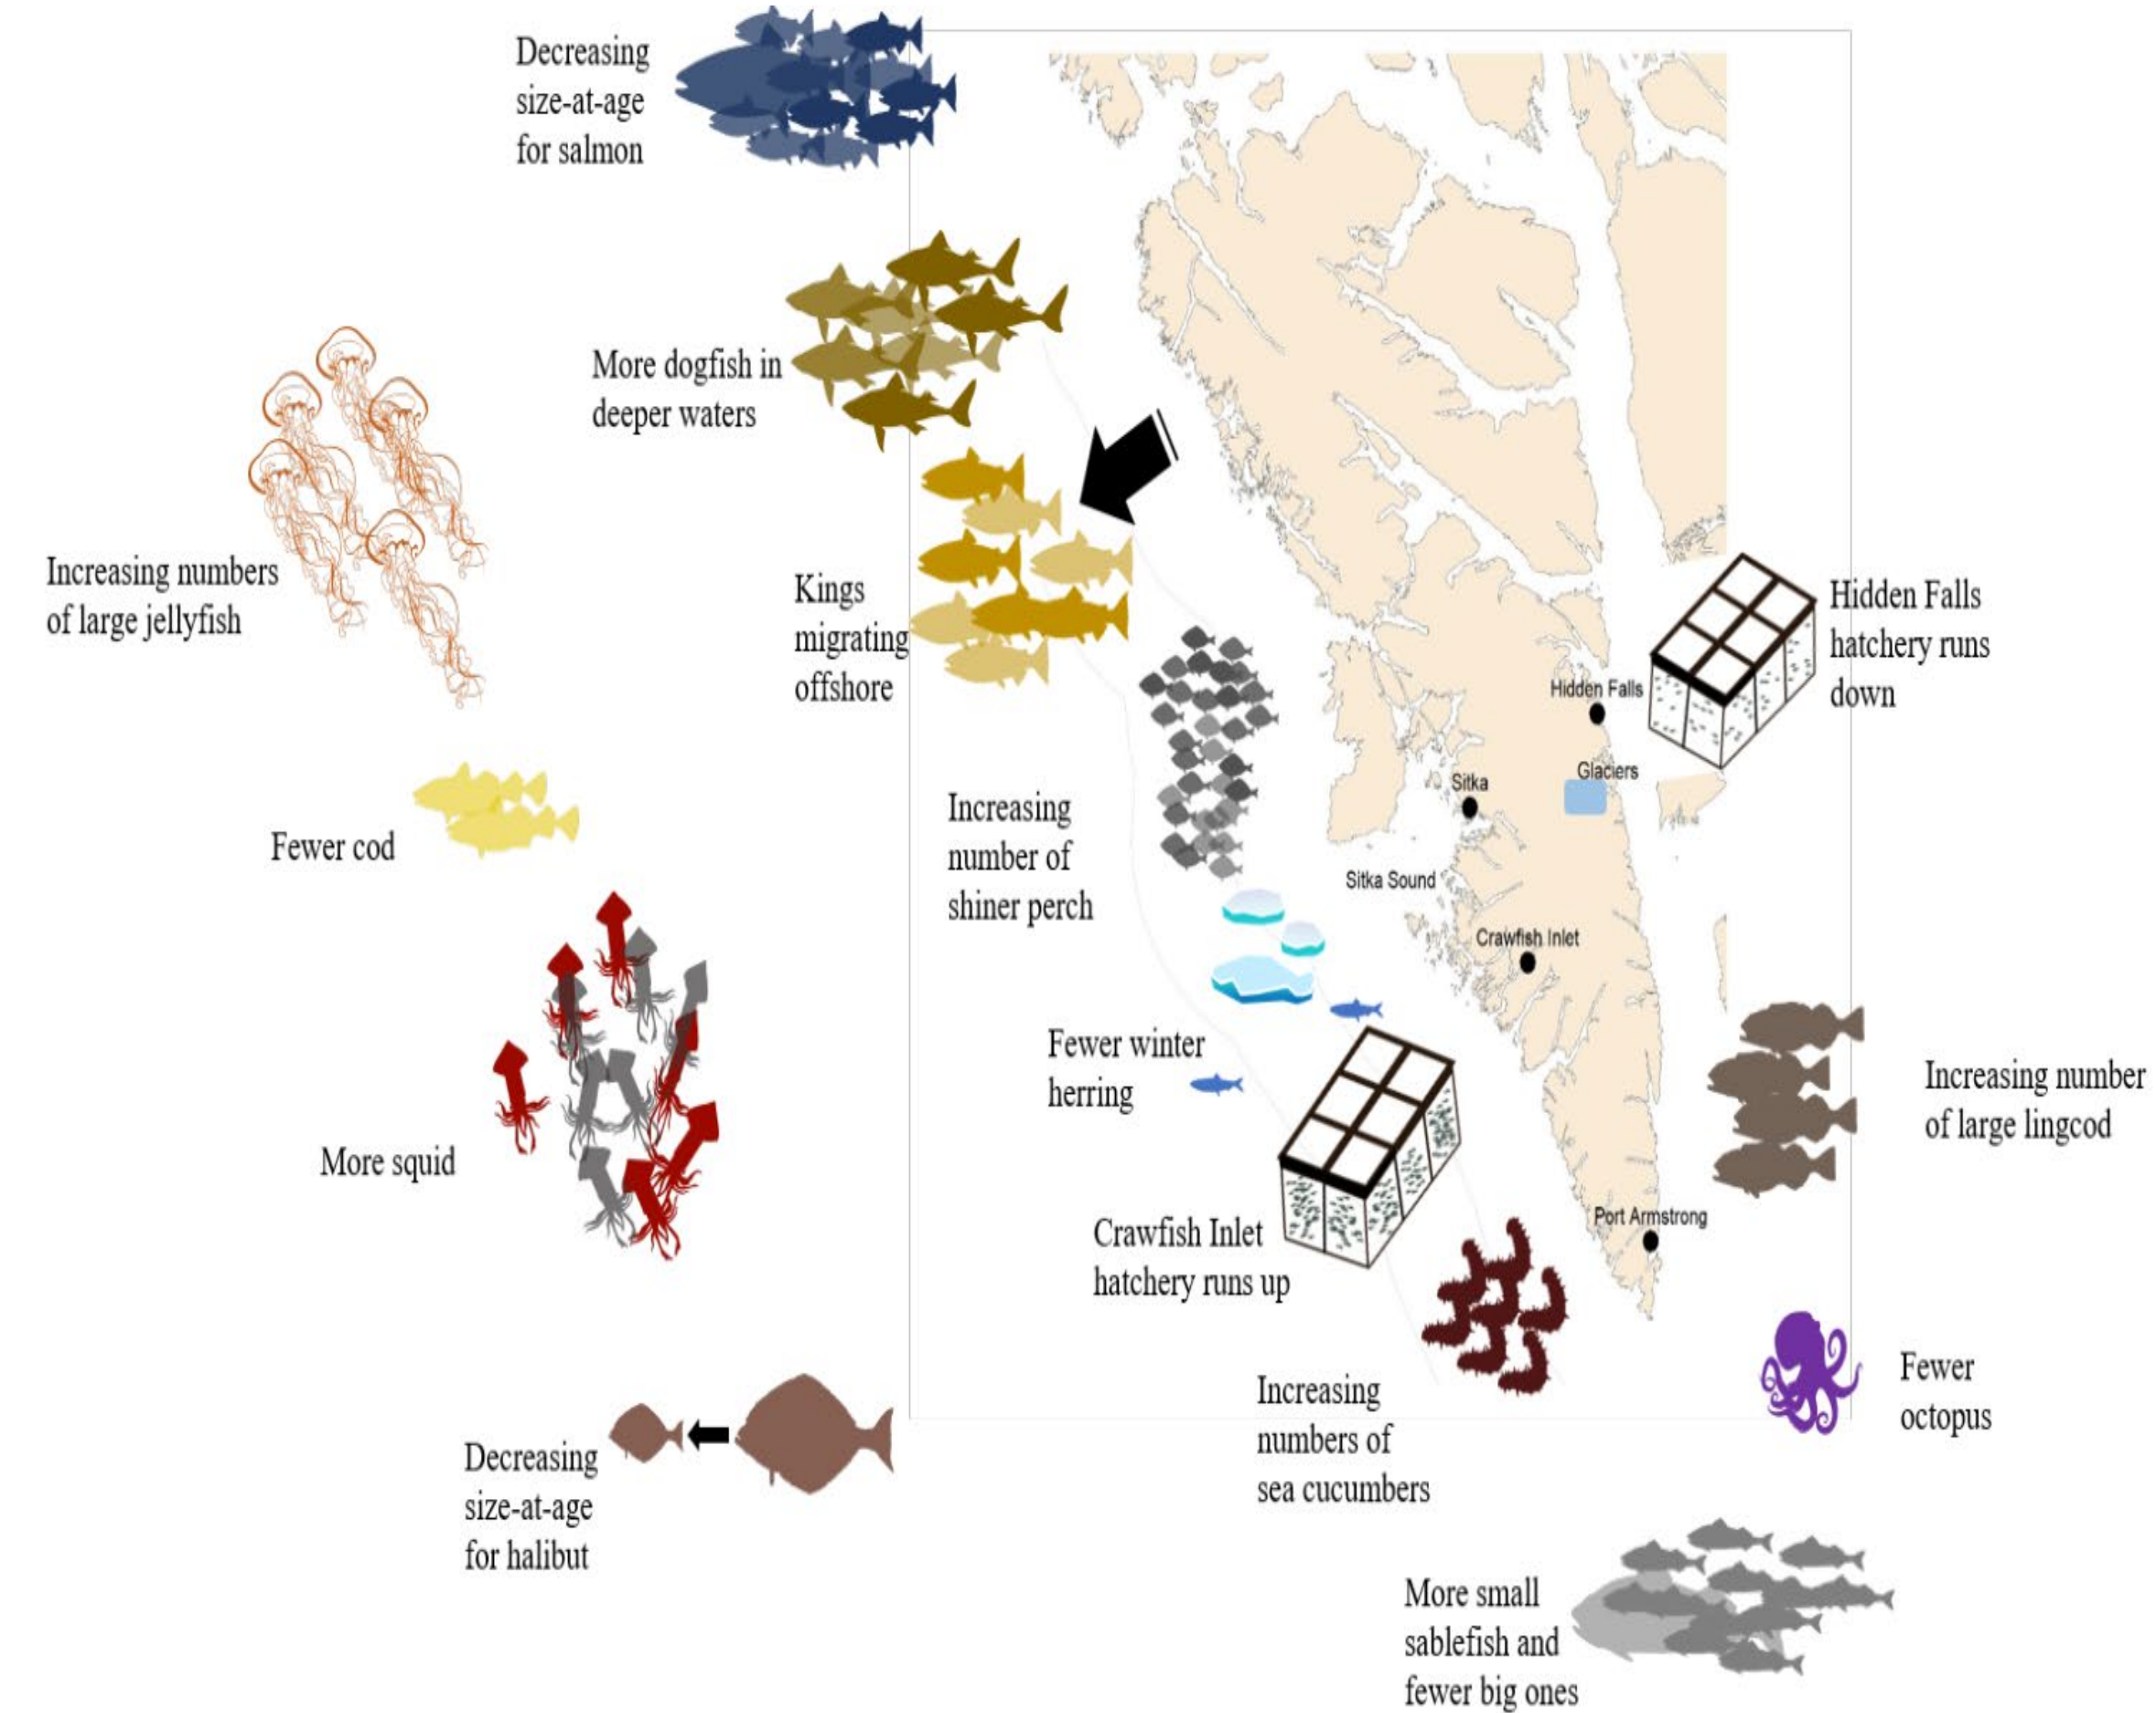 Decreasing
size-at-age
for salmon
More dogfish in
deeper waters
Increasing numbers
of large jellyfish
Kings
migrating
offshore
Hidden Falls
hatchery runs
down
Hidden Falls
Glaciers
Sitka
Fewer cod
Increasing
number of
shiner perch
Sitka Sound
Crawfish Inlet
Fewer winter
herring
Increasing number
of large lingcod
More squid
Crawfish Inlet
hatchery runs up
Port Armstrong
Fewer
octopus
Increasing
numbers of
sea cucumbers
Decreasing
size-at-age
for halibut
More small
sablefish and
fewer big ones